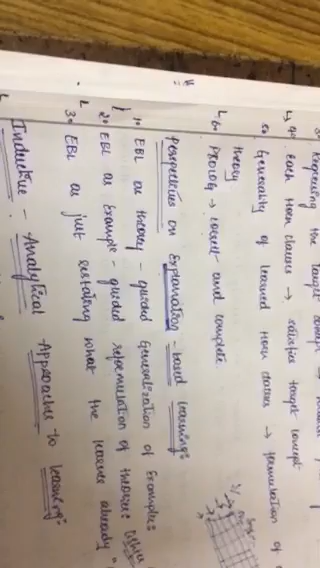 3. Regressing the target concept →
L, 4. each Horn clauses → satisfies target concept
5. Generality of learned Horn clauses → formulation of
theory
L 6. PROLOG → correct and complete
Perspectives on Explanation-based learning:
1. EBL as theory-guided generalization of examples:
2. EBL as Example-guided reformulation of theories:
3. EBL as just restating what the learner already "
Inductive-Analytical Approaches to learning: